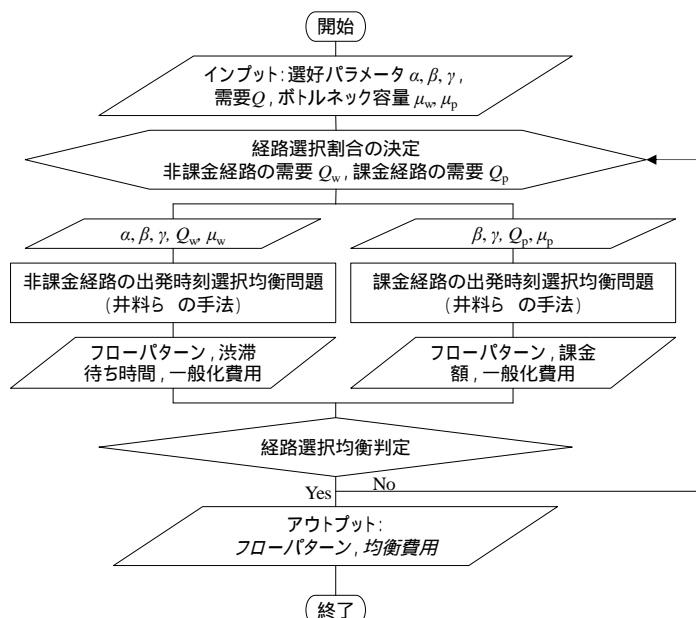 開始
インプット: 選好パラメータ α, β, γ ,
需要Q , ボトルネック容量 μw, μp
経路選択割合の決定
非課金経路の需要 Qw , 課金経路の需要 Qp
α, β, γ, Qw, μw
β, γ, Qp, μp
非課金経路の出発時刻選択均衡問題
(井料ら の手法)
課金経路の出発時刻選択均衡問題
(井料ら の手法)
フローパターン , 渋滞
待ち時間 , 一般化費用
フローパターン , 課金
額 , 一般化費用
経路選択均衡判定
Yes
No
アウトプット:
フローパターン , 均衡費用
終了